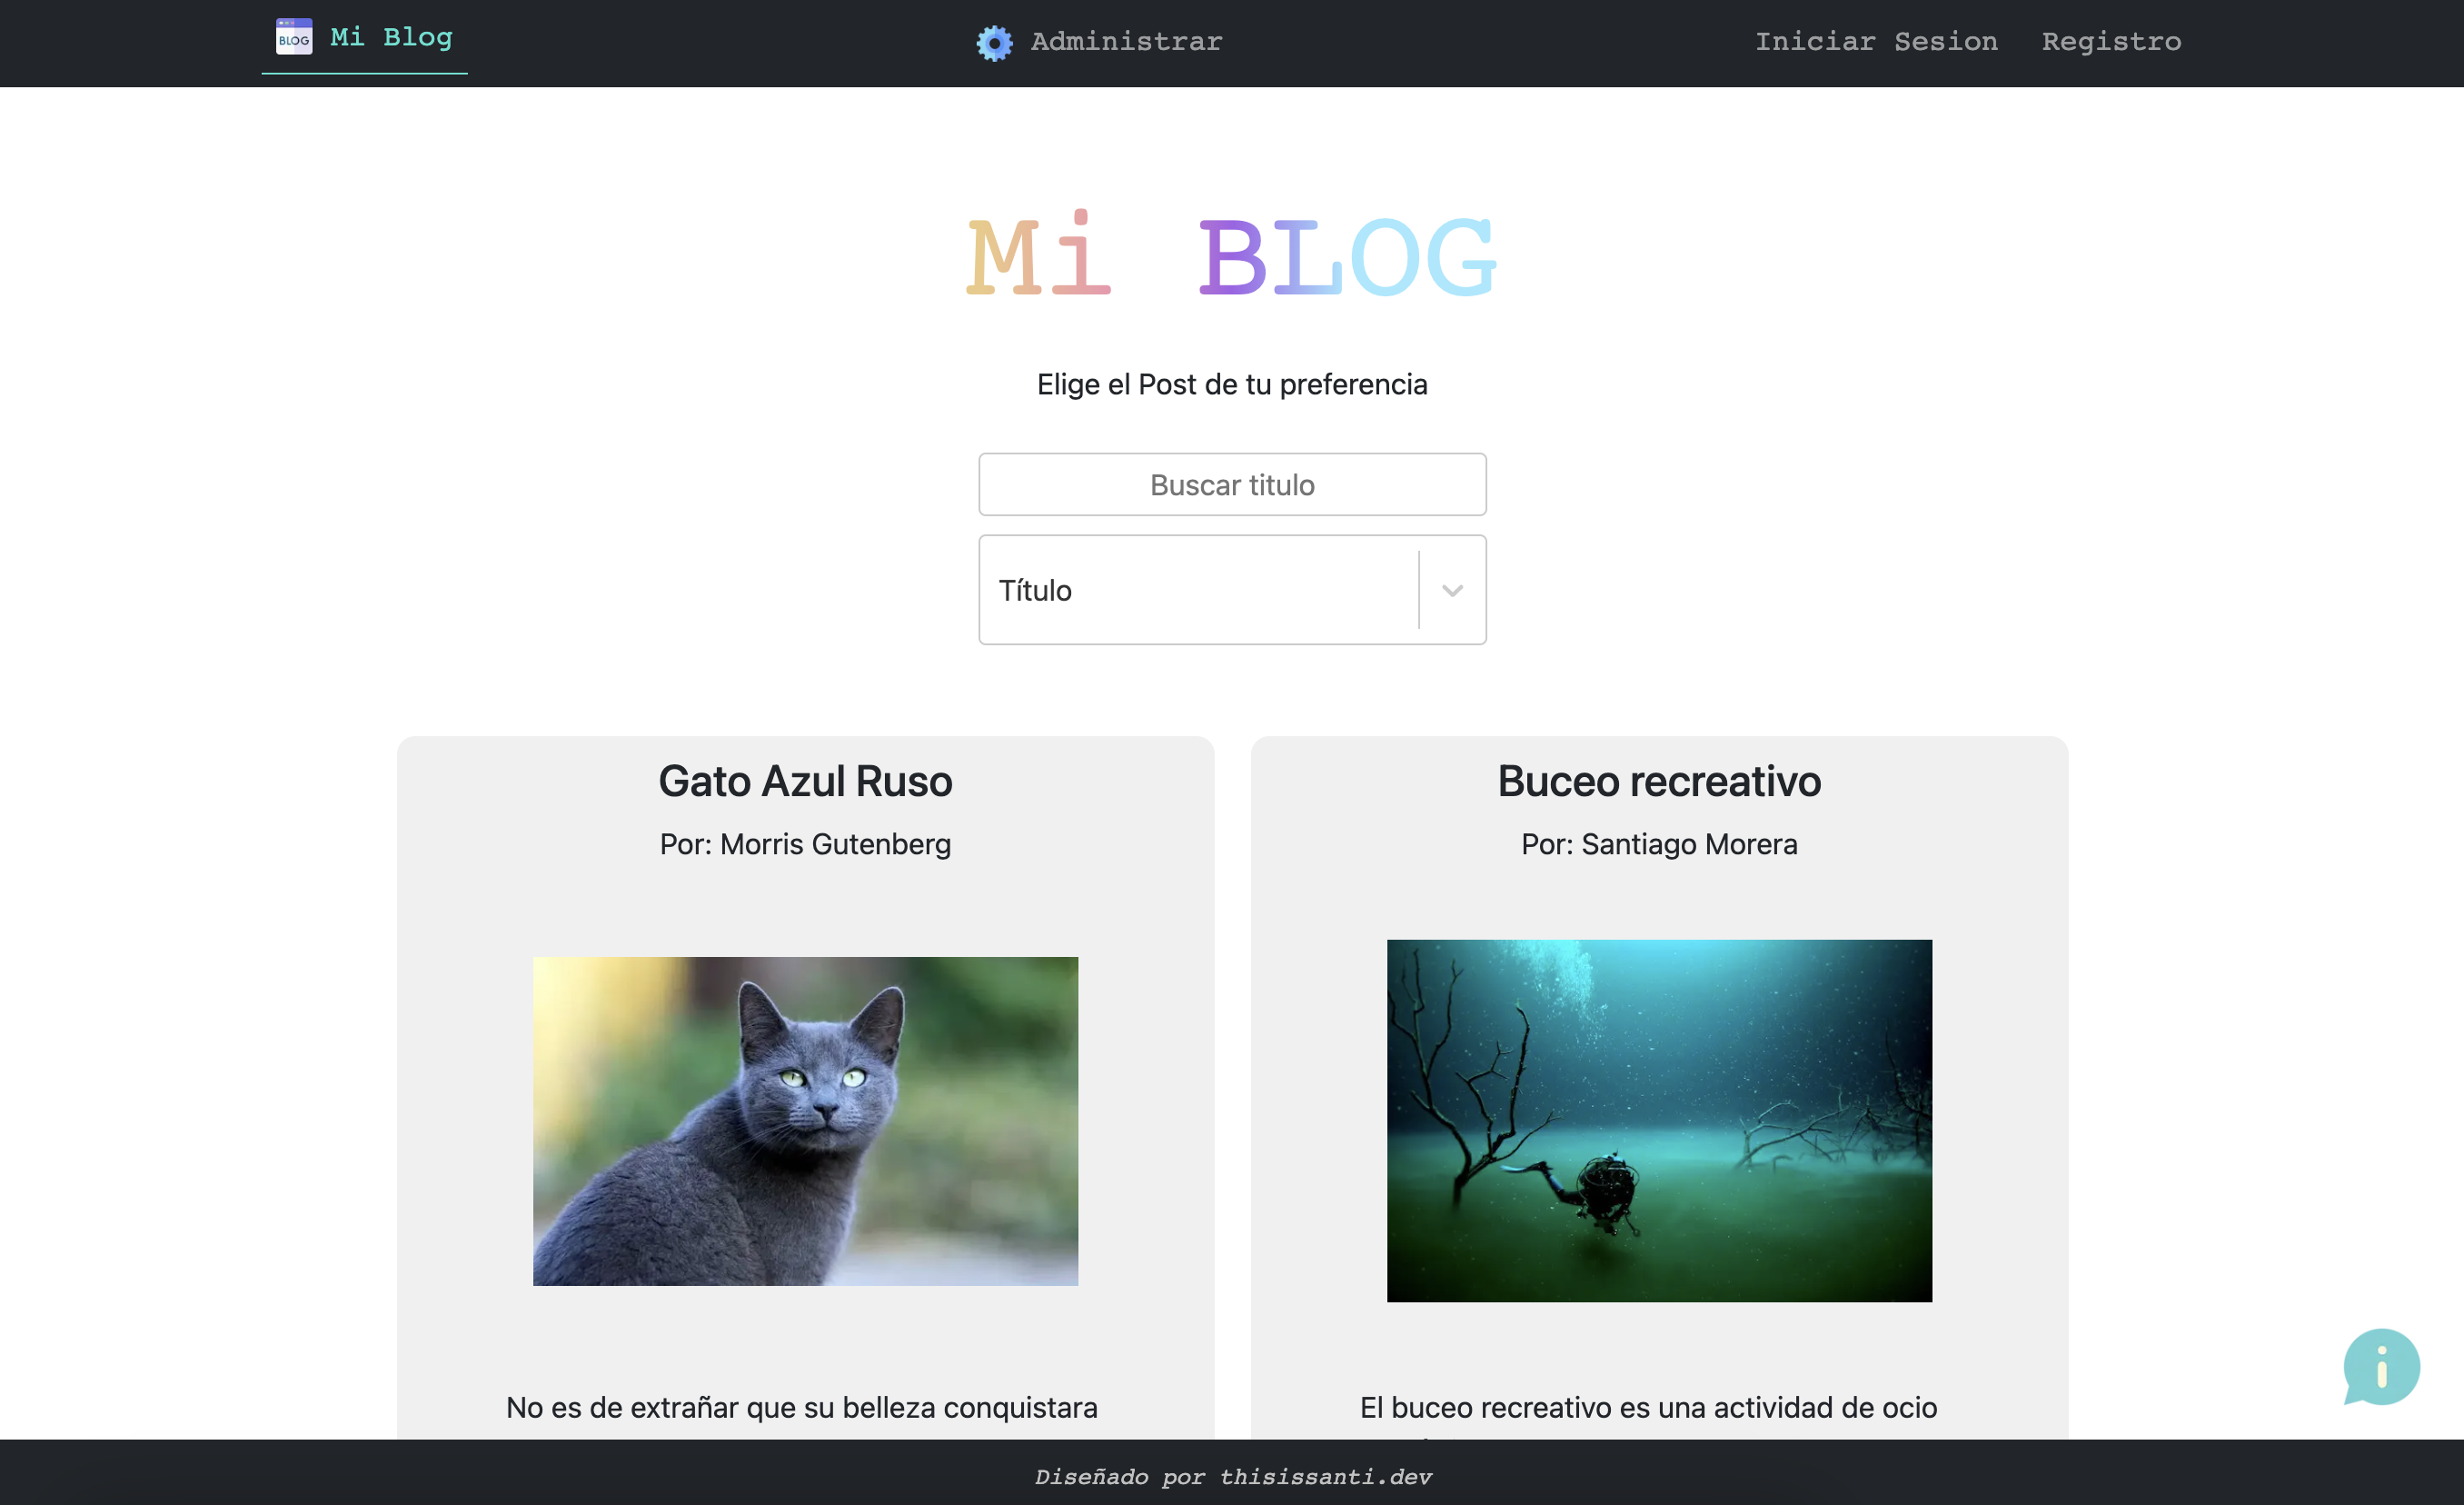 BLOG Mi Blog
Administrar
Iniciar Sesion
Registro
Mi BLOG
Elige el Post de tu preferencia
Buscar titulo
Título
Gato Azul Ruso
Por: Morris Gutenberg
No es de extrañar que su belleza conquistara
Buceo recreativo
Por: Santiago Morera
El buceo recreativo es una actividad de ocio
Diseñado por thisissanti.dev